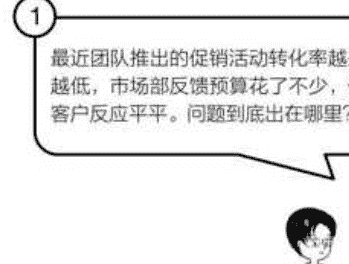 1
最近团队推出的促销活动转化率越
越低，市场部反馈预算花了不少，
客户反应平平。问题到底出在哪里？